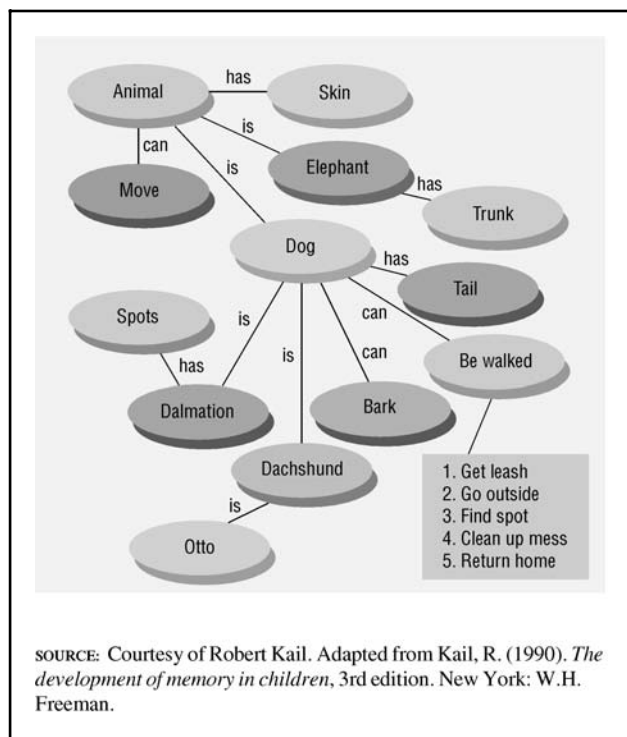 has
Animal
Skin
is
can
is
Elephant
Move
has
Trunk
Dog
has
Tail
Spots
is
can
is
can
Be walked
has
Dalmation
Bark
Dachshund
is
Otto
1. Get leash
2. Go outside
3. Find spot
4. Clean up mess
5. Return home
SOURCE: Courtesy of Robert Kail. Adapted from Kail, R. (1990). The
development of memory in children, 3rd edition. New York: W.H.
Freeman.